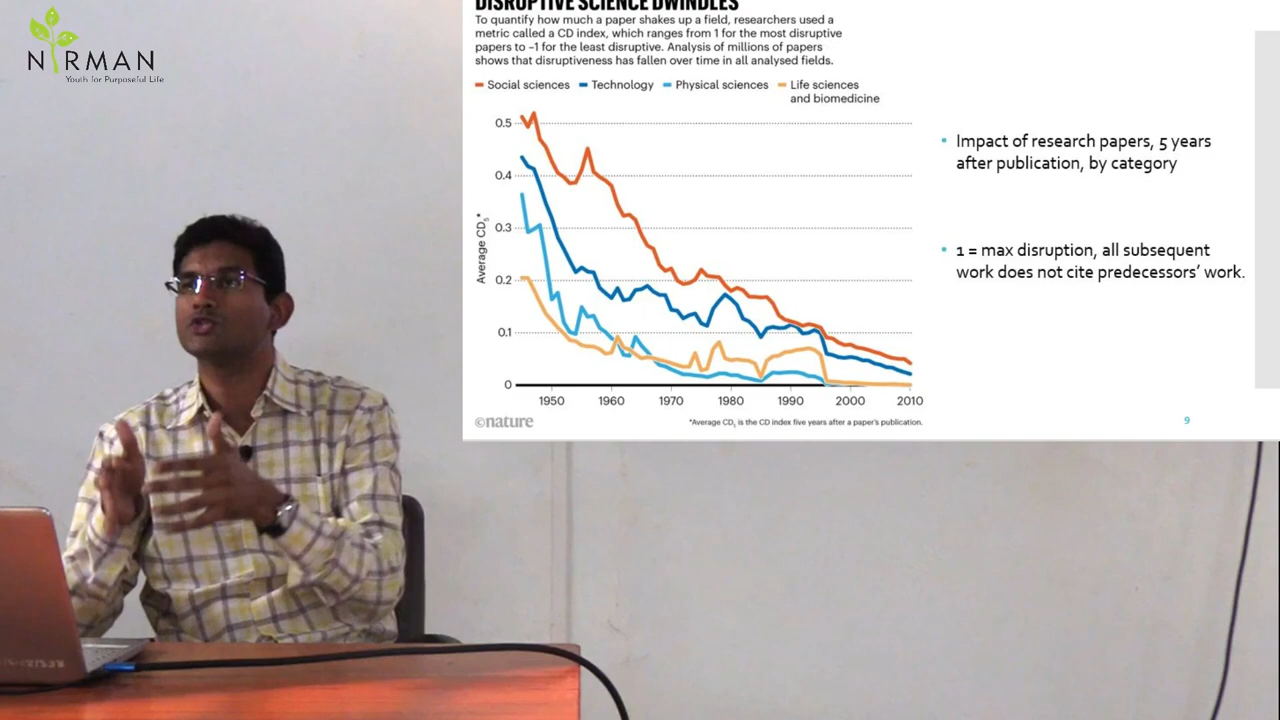 NIRMAN
Youth for Purposeful Life
DISRUPTIVE SCIENCE DWINDLES
To quantify how much a paper shakes up a field, researchers used a
metric called a CD index, which ranges from 1 for the most disruptive
papers to –1 for the least disruptive. Analysis of millions of papers
shows that disruptiveness has fallen over time in all analysed fields.
Social sciences Technology Physical sciences Life sciences
and biomedicine
0.5
0.4
0.3
0.2
0.1
0
Average CD5*
1950 1960 1970 1980 1990 2000 2010
©nature
*Average CD5 is the CD index five years after a paper's publication.
• Impact of research papers, 5 years
after publication, by category
• 1 = max disruption, all subsequent
work does not cite predecessors' work.
9